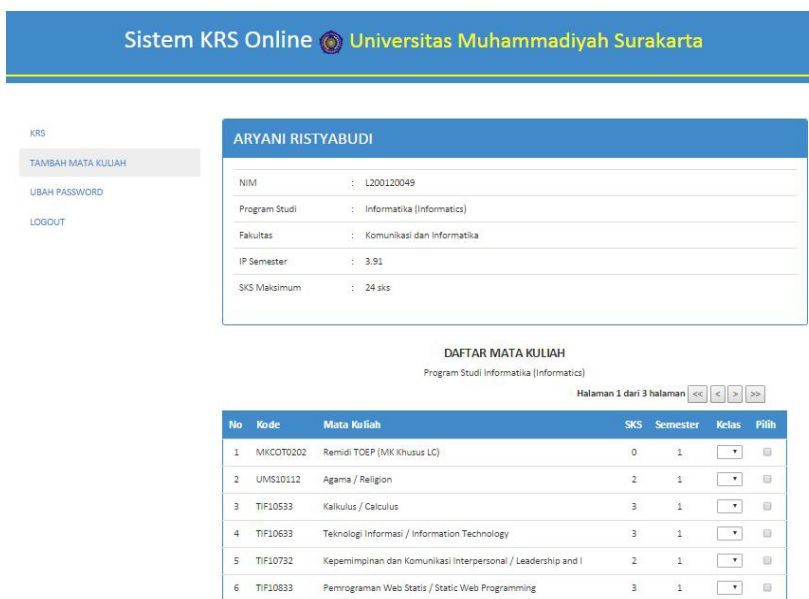 Sistem KRS Online Universitas Muhammadiyah Surakarta
KRS
TAMBAH MATA KULIAH
UBAH PASSWORD
LOGOUT
ARYANI RISTYABUDI
NIM : L200120049
Program Studi : Informatika (Informatics)
Fakultas : Komunikasi dan Informatika
IP Semester : 3.91
SKS Maksimum : 24 sks
DAFTAR MATA KULIAH
Program Studi Informatika (Informatics)
Halaman 1 dari 3 halaman << < > >>
No Kode Mata Kuliah SKS Semester Kelas Pilih
1 MKCOT0202 Remidi TOEP (MK Khusus LC) 0 1
2 UMS10112 Agama / Religion 2 1
3 TIF10533 Kalkulus / Calculus 3 1
4 TIF10633 Teknologi Informasi / Information Technology 3 1
5 TIF10732 Kepemimpinan dan Komunikasi Interpersonal / Leadership and I 2 1
6 TIF10833 Pemrograman Web Statis / Static Web Programming 3 1